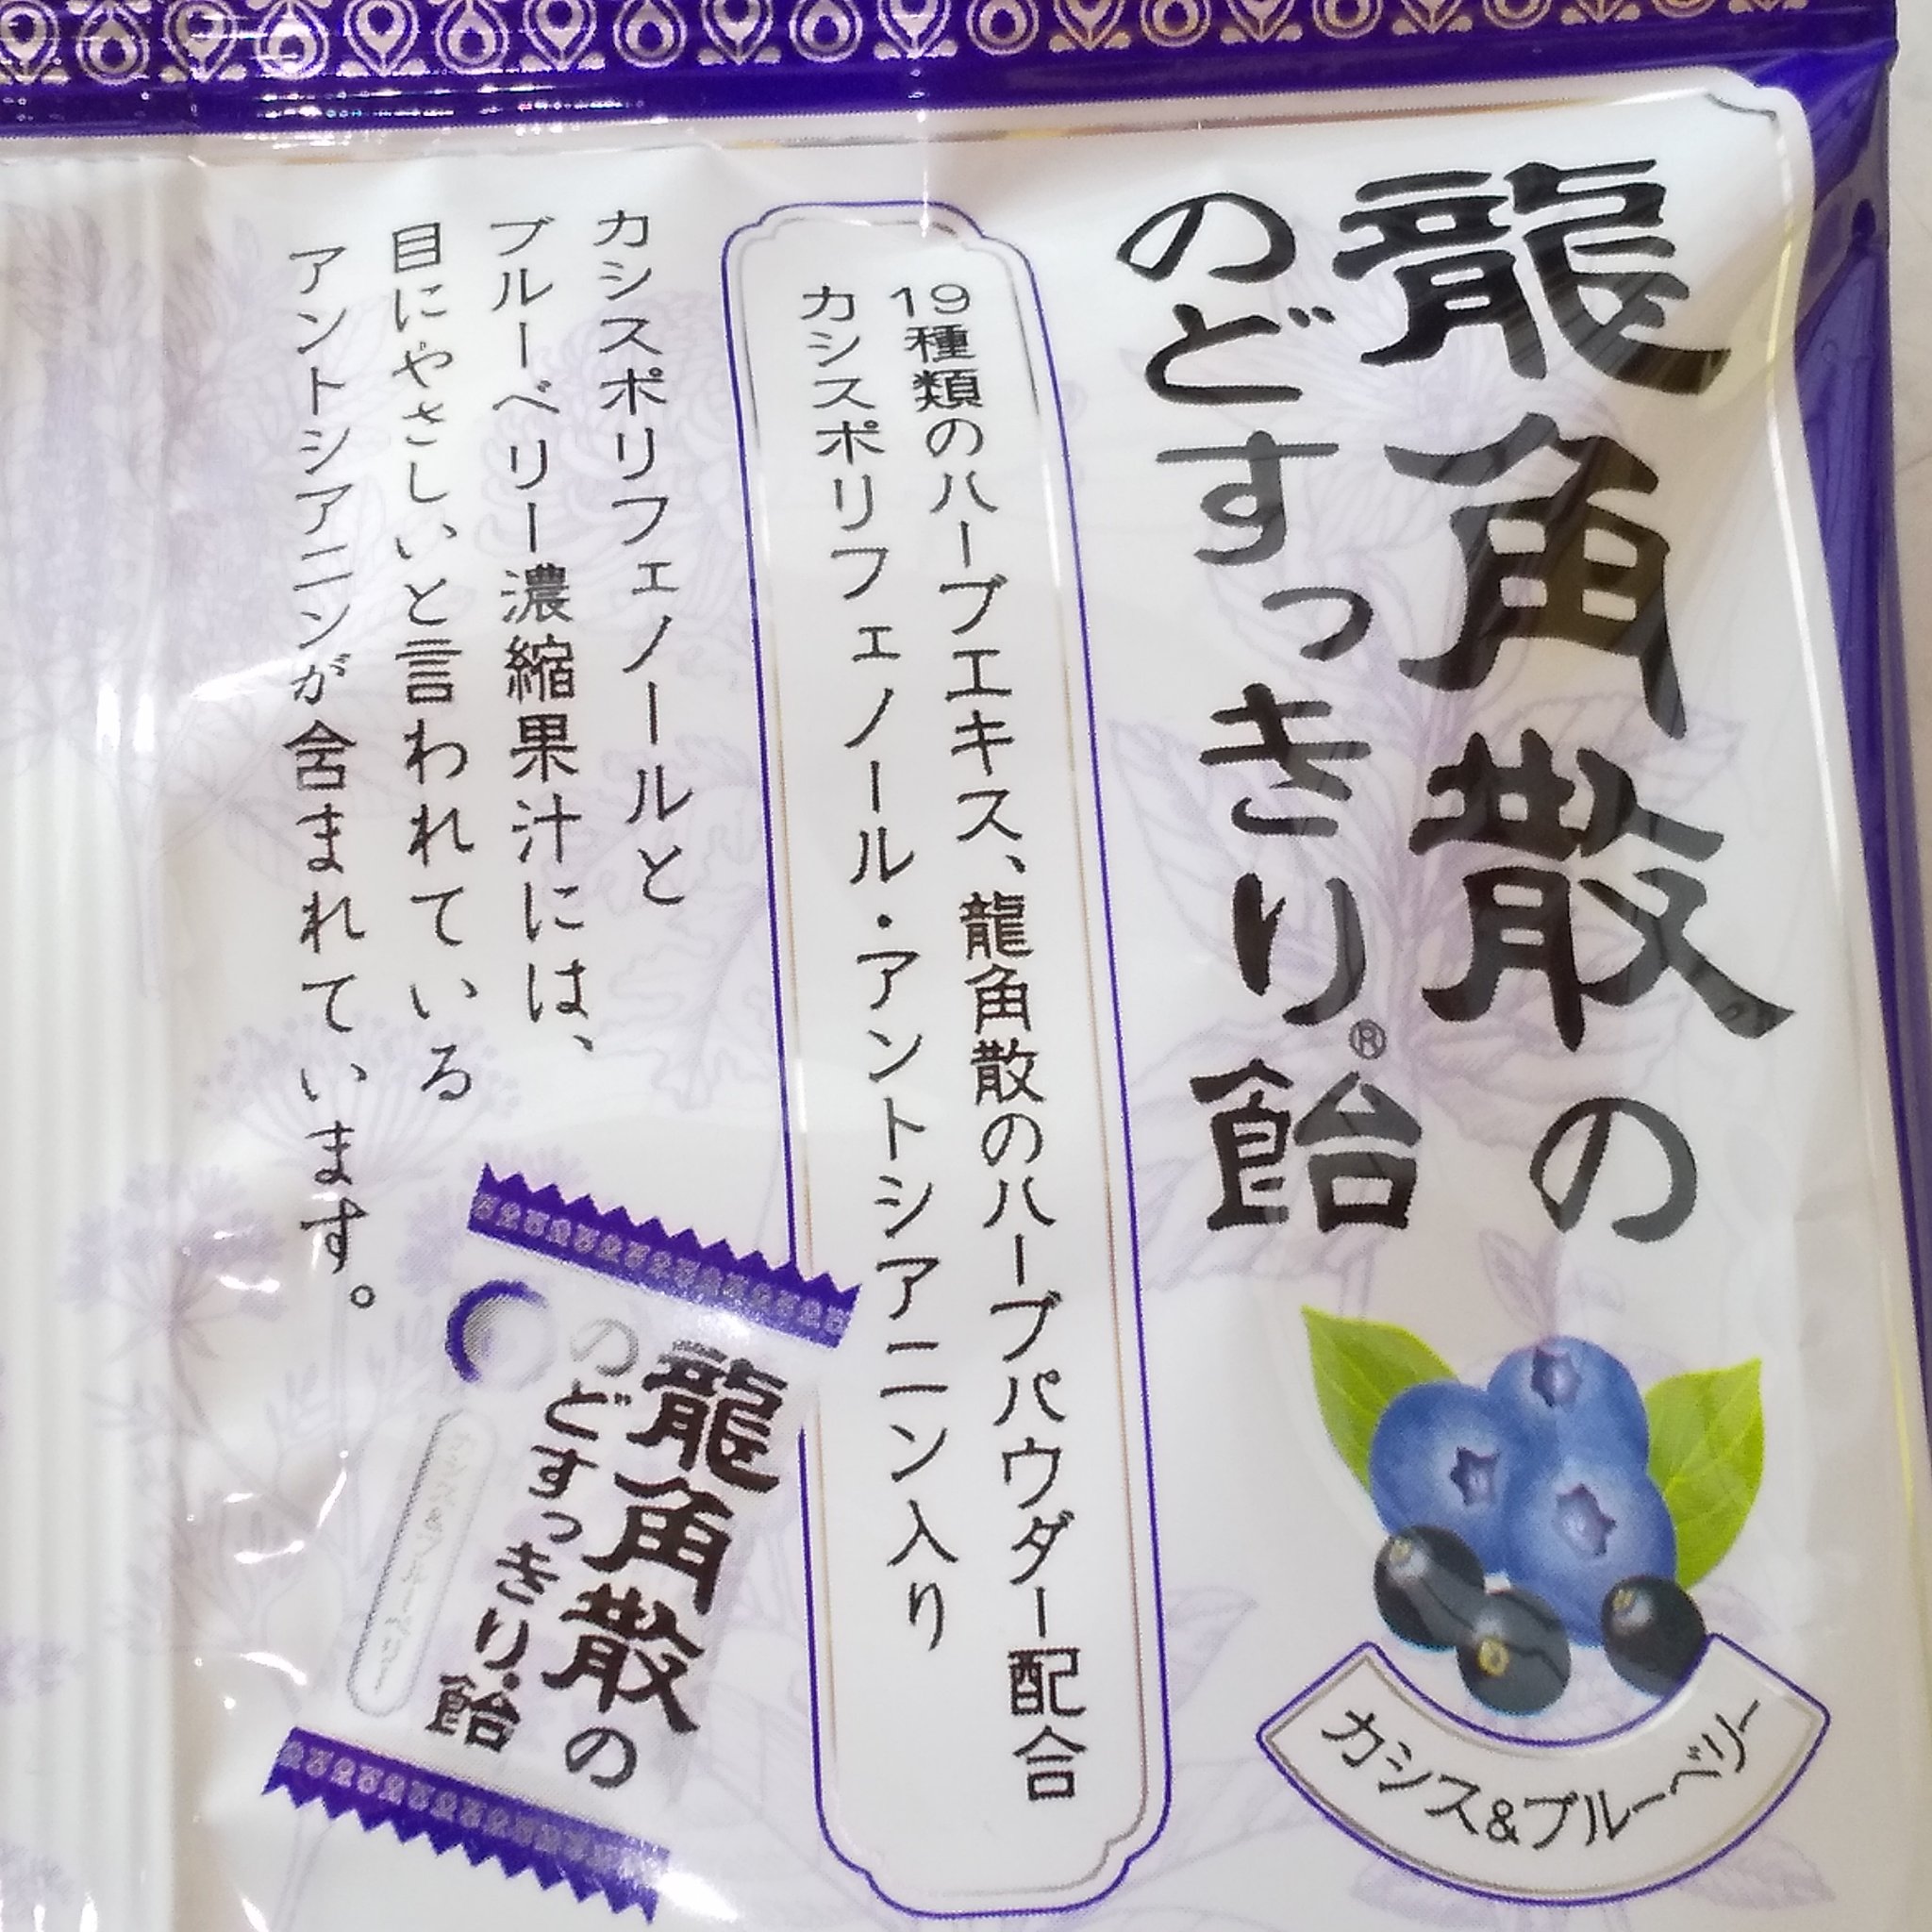 龍角散の
のどすっきり®飴
カシス&ブルーベリー
19種類のハーブエキス、龍角散のハーブパウダー配合
カシスポリフェノール・アントシアニン入り
カシスポリフェノールと
ブルーベリー濃縮果汁には、
目にやさしいと言われている
アントシアニンが含まれています。
龍角散の
のどすっきり®飴